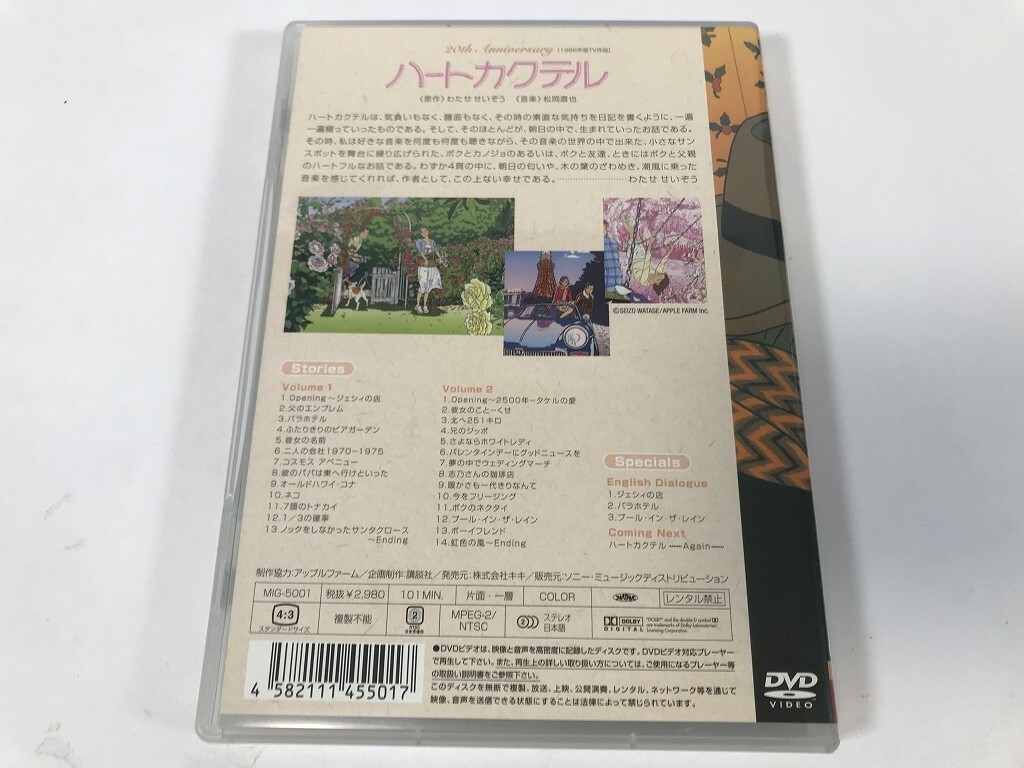 20th Anniversary [1986年度TV作品]
ハートカクテル
《原作》わたせ せいぞう 《音楽》松岡直也
ハートカクテルは、気負いもなく、臆面もなく、その時の素直な気持ちを日記を書くように、一遍
一遍綴っていったものである。そして、そのほとんどが、朝日の中で、生まれていったお話である。
その時、私は好きな音楽を何度も何度も聴きながら、その音楽の世界の中で出来た、小さなサン
スポットを舞台に繰り広げられた、ボクとカノジョのあるいは、ボクと友達、ときにはボクと父親
のハートフルなお話である。わずか4頁の中に、朝日の匂いや、木の葉のざわめき、潮風に乗った
音楽を感じてくれれば、作者として、この上ない幸せである。………………………わたせ せいぞう
©SEIZO WATASE/APPLE FARM Inc.
Stories
Volume 1
1.Opening～ジェシィの店
2.父のエンブレム
3.バラホテル
4.ふたりきりのビアガーデン
5.彼女の名前
6.二人の会社1970-1975
7.コスモス アベニュー
8.彼のパパは東へ行けといった
9.オールドハワイ・コナ
10.ネコ
11.7頭のトナカイ
12.1/3の確率
13.ノックをしなかったサンタクロース
～Ending
Volume 2
1.Opening～2500年-タケルの愛
2.彼女のこと-くせ
3.北へ251キロ
4.兄のジッポ
5.さよならホワイトレディ
6.バレンタインデーにグッドニュースを
7.夢の中でウェディングマーチ
8.志乃さんの珈琲店
9.暖かさも一代きりなんて
10.今をフリージング
11.ボクのネクタイ
12.プール・イン・ザ・レイン
13.ボーイフレンド
14.虹色の風～Ending
Specials
English Dialogue
1.ジェシィの店
2.バラホテル
3.プール・イン・ザ・レイン
Coming Next
ハートカクテル -----Again-----
制作協力:アップルファーム/企画制作:講談社/発売元:株式会社キキ/販売元:ソニー・ミュージックディストリビューション
MIG-5001 税抜¥2,980 101MIN. 片面・一層 COLOR レンタル禁止
4:3 スタンダードサイズ 複製不能 2 NTSC 日本市場向 MPEG-2/NTSC 2 ステレオ 日本語 DOLBY DIGITAL "DOLBY" and the double-D symbol are trademarks of Dolby Laboratories Licensing Corporation
●DVDビデオは、映像と音声を高密度に記録したディスクです。DVDビデオ対応プレーヤー
で再生して下さい。また、再生上の詳しい取り扱い方については、ご使用になるプレーヤー等
の取扱い説明書をご参照下さい。
このディスクを無断で複製、放送、上映、公開演奏、レンタル、ネットワーク等を通じて
映像、音声を送信できる状態にすることは法律によって禁じられています。
4 582111 455017
DVD
VIDEO